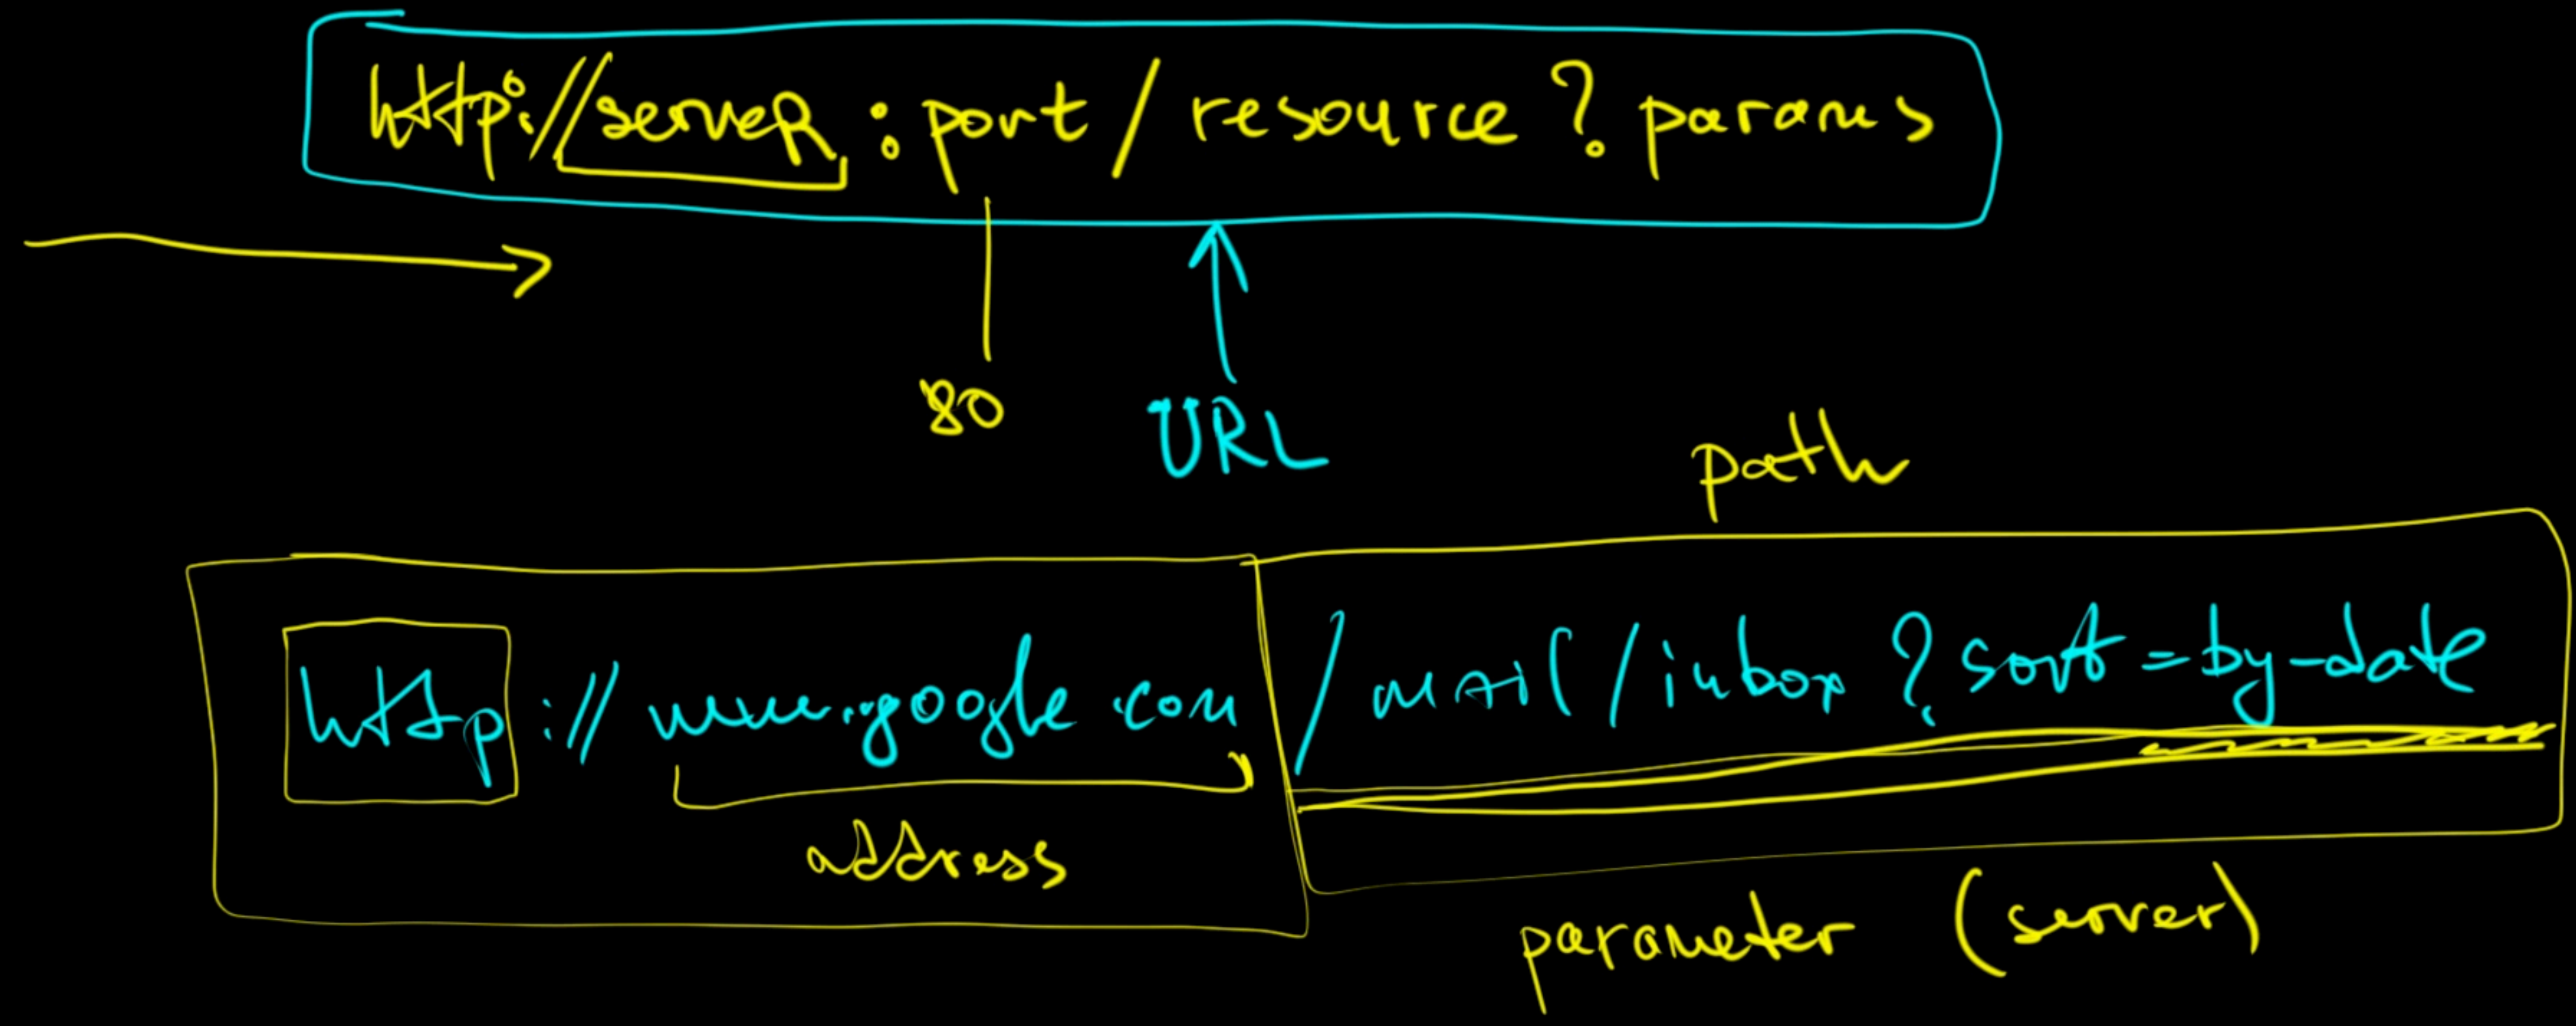 http://server : port / resource ? params
80
URL
path
http :// www.google.com / mail / inbox ? sort = by-date
address
parameter (server)